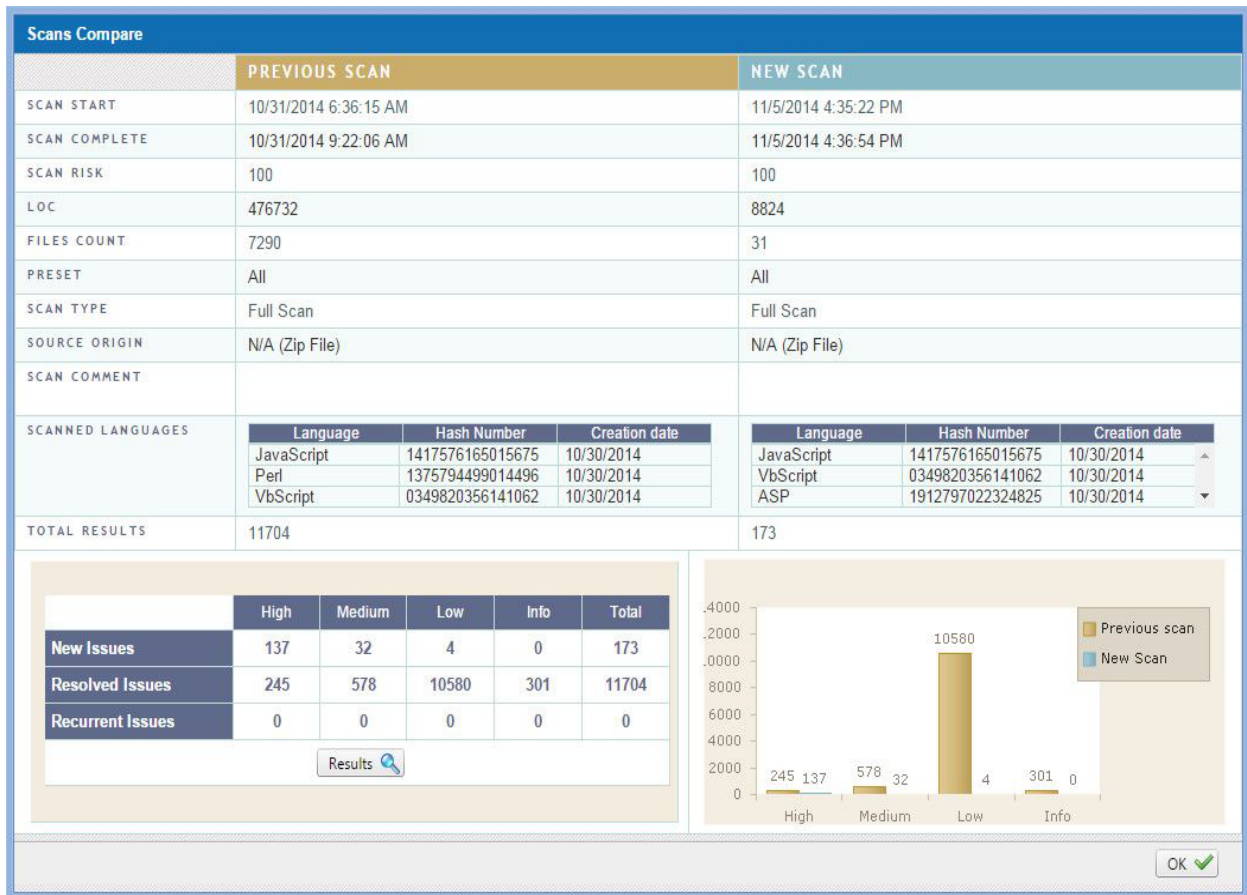 Scans Compare
PREVIOUS SCAN NEW SCAN
SCAN START 10/31/2014 6:36:15 AM 11/5/2014 4:35:22 PM
SCAN COMPLETE 10/31/2014 9:22:06 AM 11/5/2014 4:36:54 PM
SCAN RISK 100 100
LOC 476732 8824
FILES COUNT 7290 31
PRESET All All
SCAN TYPE Full Scan Full Scan
SOURCE ORIGIN N/A (Zip File) N/A (Zip File)
SCAN COMMENT
SCANNED LANGUAGES
Language Hash Number Creation date
JavaScript 1417576165015675 10/30/2014
Perl 1375794499014496 10/30/2014
VbScript 0349820356141062 10/30/2014
Language Hash Number Creation date
JavaScript 1417576165015675 10/30/2014
VbScript 0349820356141062 10/30/2014
ASP 1912797022324825 10/30/2014
TOTAL RESULTS 11704 173
High Medium Low Info Total
New Issues 137 32 4 0 173
Resolved Issues 245 578 10580 301 11704
Recurrent Issues 0 0 0 0 0
Results
.4000
.2000
.0000
8000
6000
4000
2000
0
245 137 578 32 10580 4 301 0
High Medium Low Info
Previous scan
New Scan
OK